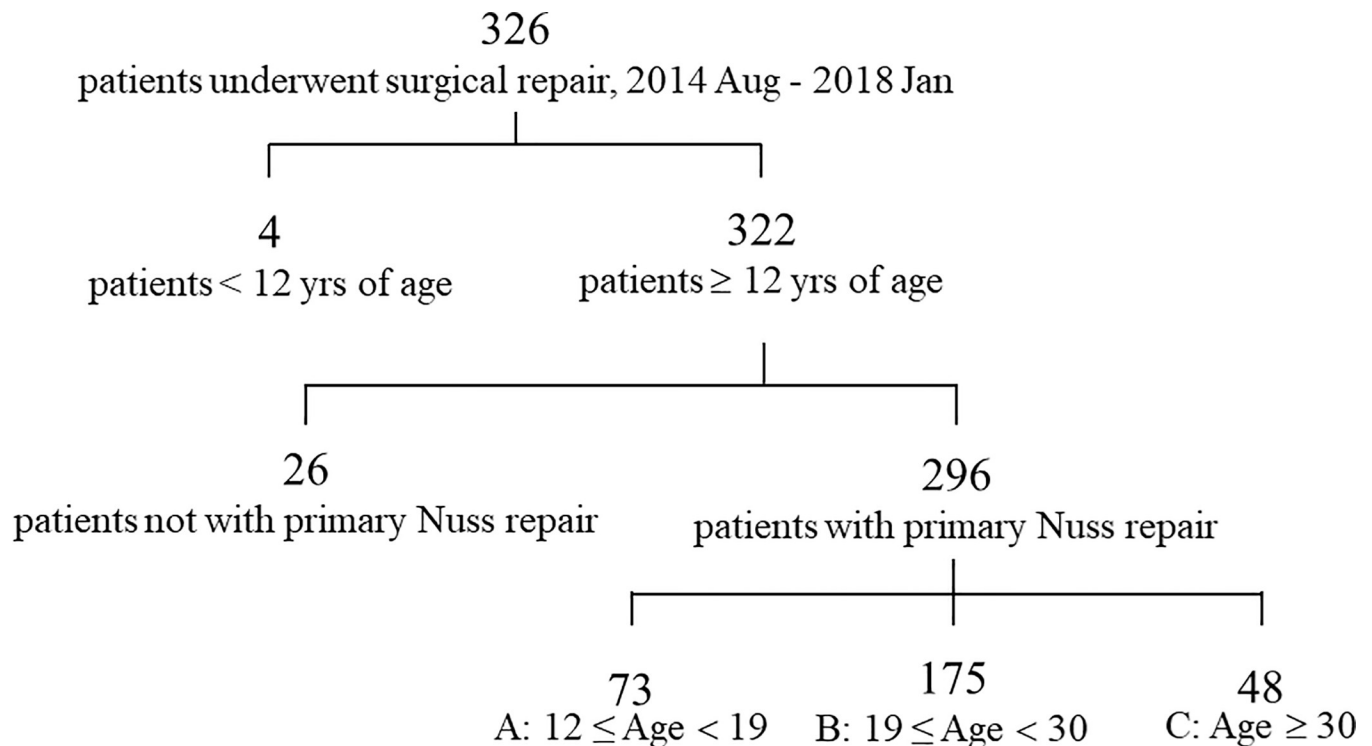 326
patients underwent surgical repair, 2014 Aug - 2018 Jan
4
patients < 12 yrs of age
322
patients ≥ 12 yrs of age
26
patients not with primary Nuss repair
296
patients with primary Nuss repair
73
A: 12 ≤ Age < 19
175
B: 19 ≤ Age < 30
48
C: Age ≥ 30